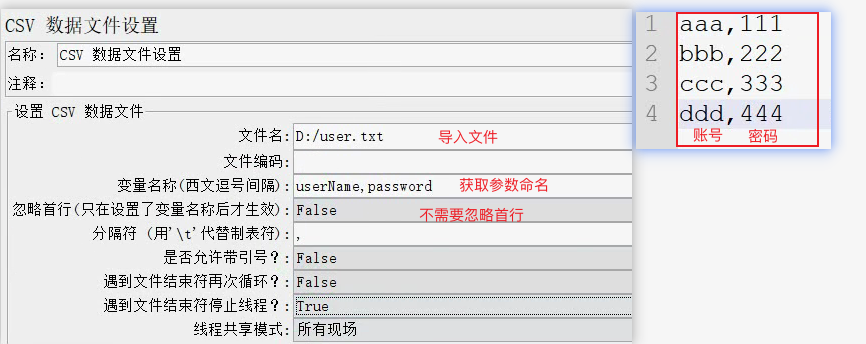 CSV 数据文件设置
名称: CSV 数据文件设置
注释:
设置 CSV 数据文件
文件名: D:/user.txt 导入文件
文件编码:
变量名称(西文逗号间隔): userName,password 获取参数命名
忽略首行(只在设置了变量名称后才生效): False 不需要忽略首行
分隔符 (用'\t'代替制表符): ,
是否允许带引号?: False
遇到文件结束符再次循环?: False
遇到文件结束符停止线程?: True
线程共享模式: 所有现场
1 aaa,111
2 bbb,222
3 ccc,333
4 ddd,444
账号 密码